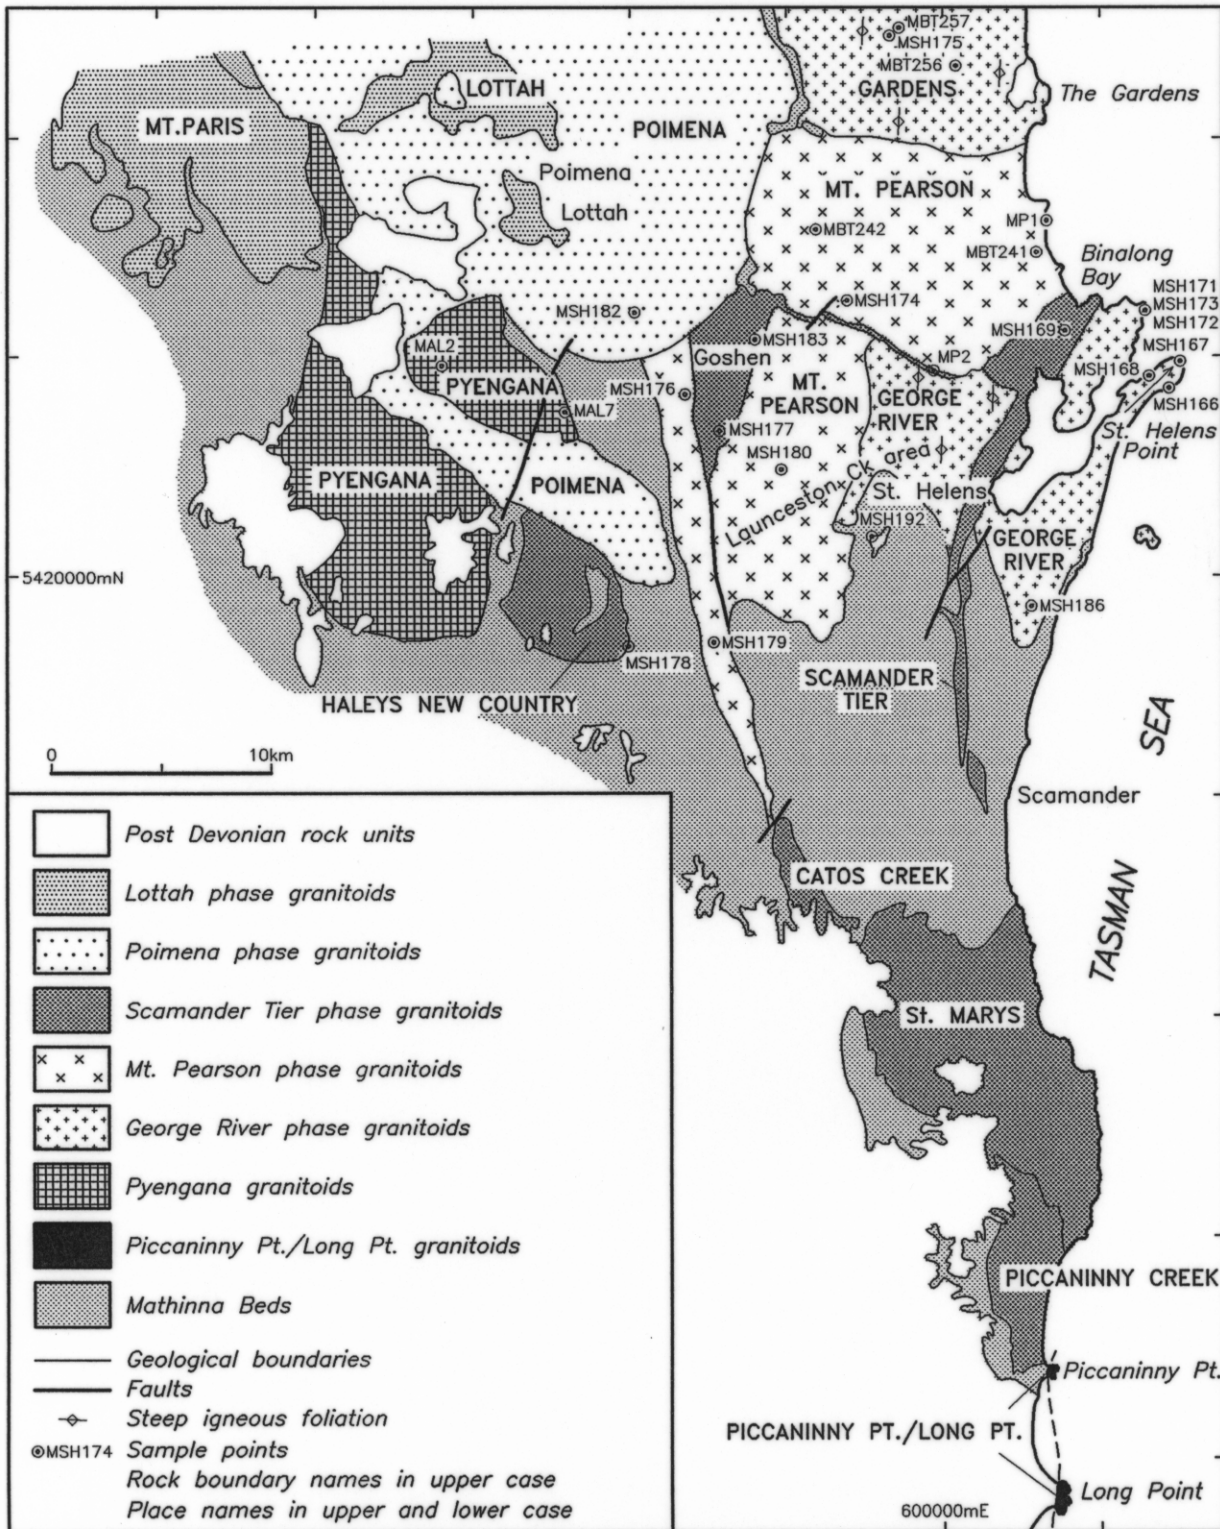 MBT257
MSH175
MBT256
GARDENS
The Gardens
LOTTAH
MT. PARIS
POIMENA
Poimena
Lottah
MT. PEARSON
MP1
MBT242
MBT241
Binalong
Bay
MSH171
MSH173
MSH172
MSH182
MSH174
MSH169
MSH167
MSH183
Goshen
MAL2
MP2
MSH168
PYENGANA
MSH176
MT.
PEARSON
GEORGE
RIVER
MSH166
MAL7
MSH177
St. Helens
Point
MSH180
PYENGANA
POIMENA
Launceston Ck. area
St. Helens
MSH192
GEORGE
RIVER
5420000mN
MSH186
MSH179
MSH178
SCAMANDER
TIER
HALEYS NEW COUNTRY
TASMAN SEA
0 10km
Scamander
CATOS CREEK
St. MARYS
PICCANINNY CREEK
Piccaninny Pt.
PICCANINNY PT./LONG PT.
Long Point
600000mE
Post Devonian rock units
Lottah phase granitoids
Poimena phase granitoids
Scamander Tier phase granitoids
Mt. Pearson phase granitoids
George River phase granitoids
Pyengana granitoids
Piccaninny Pt./Long Pt. granitoids
Mathinna Beds
Geological boundaries
Faults
Steep igneous foliation
MSH174 Sample points
Rock boundary names in upper case
Place names in upper and lower case